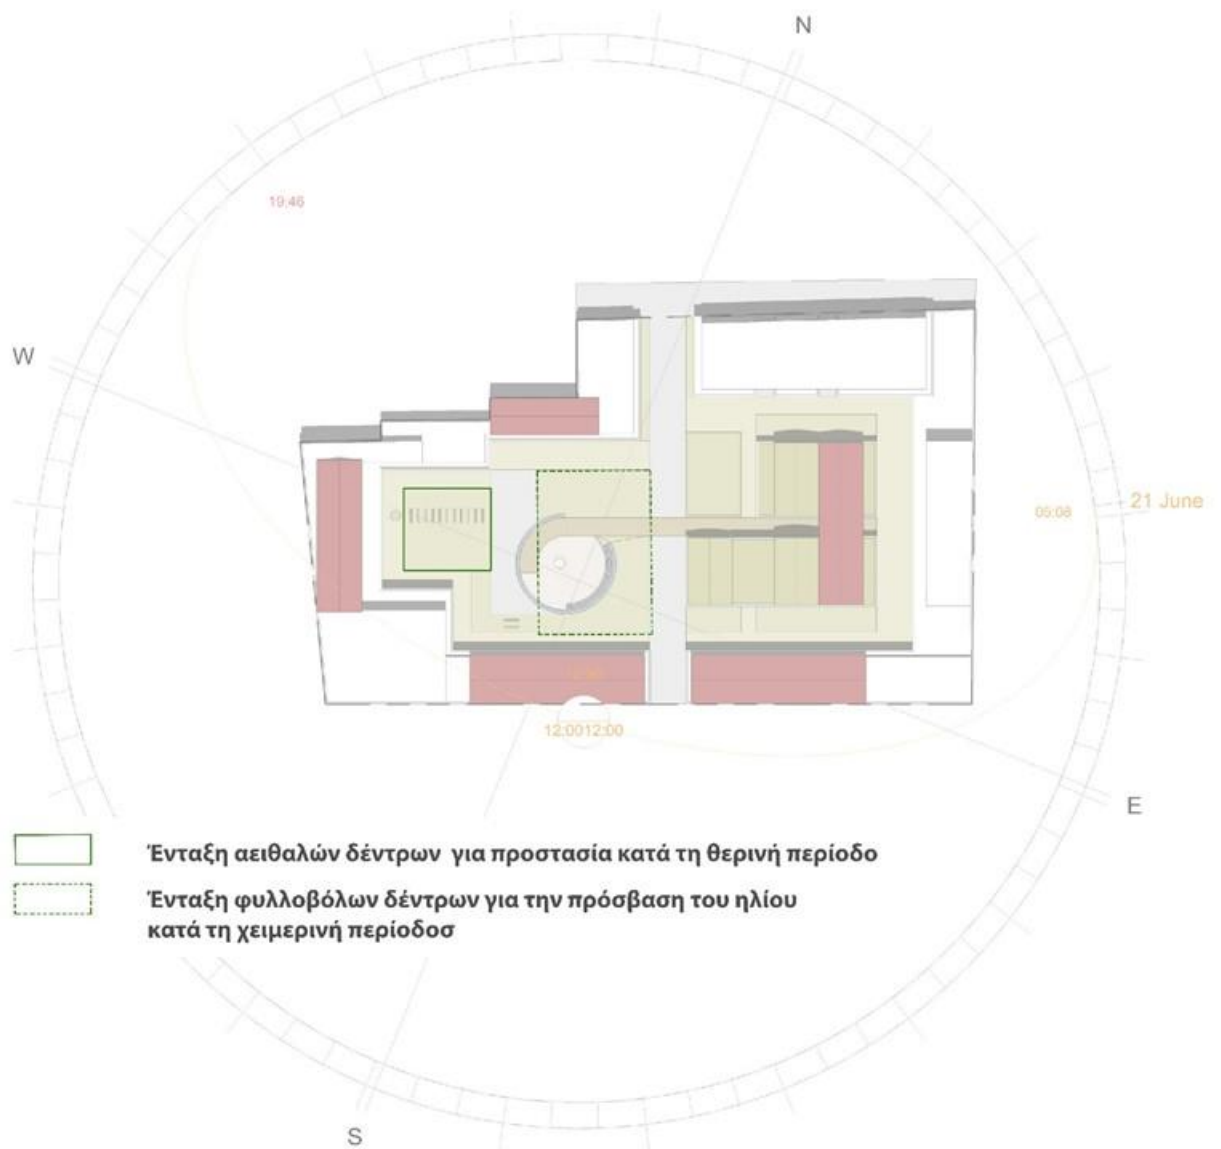 N
19:46
W
05:08
21 June
12:0012:00
E
Ένταξη αειθαλών δέντρων για προστασία κατά τη θερινή περίοδο
Ένταξη φυλλοβόλων δέντρων για την πρόσβαση του ηλίου
κατά τη χειμερινή περίοδοσ
S